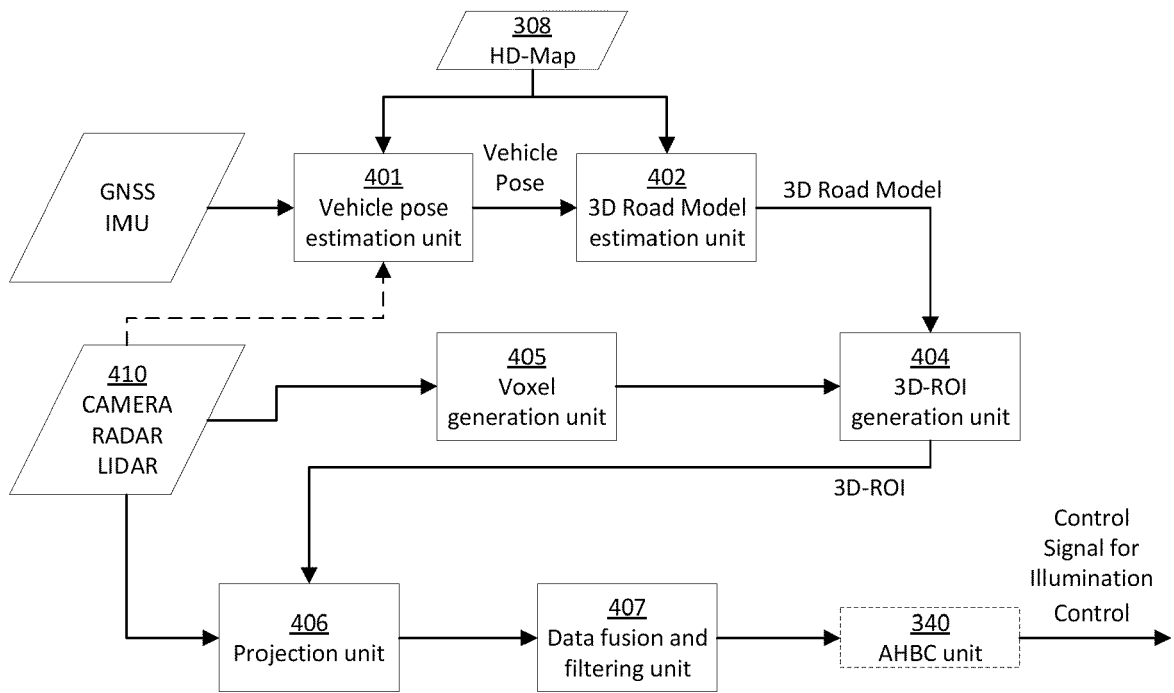 308
HD-Map
GNSS
IMU
401
Vehicle pose
estimation unit
Vehicle
Pose
402
3D Road Model
estimation unit
3D Road Model
410
CAMERA
RADAR
LIDAR
405
Voxel
generation unit
404
3D-ROI
generation unit
3D-ROI
406
Projection unit
407
Data fusion and
filtering unit
340
AHBC unit
Control
Signal for
Illumination
Control